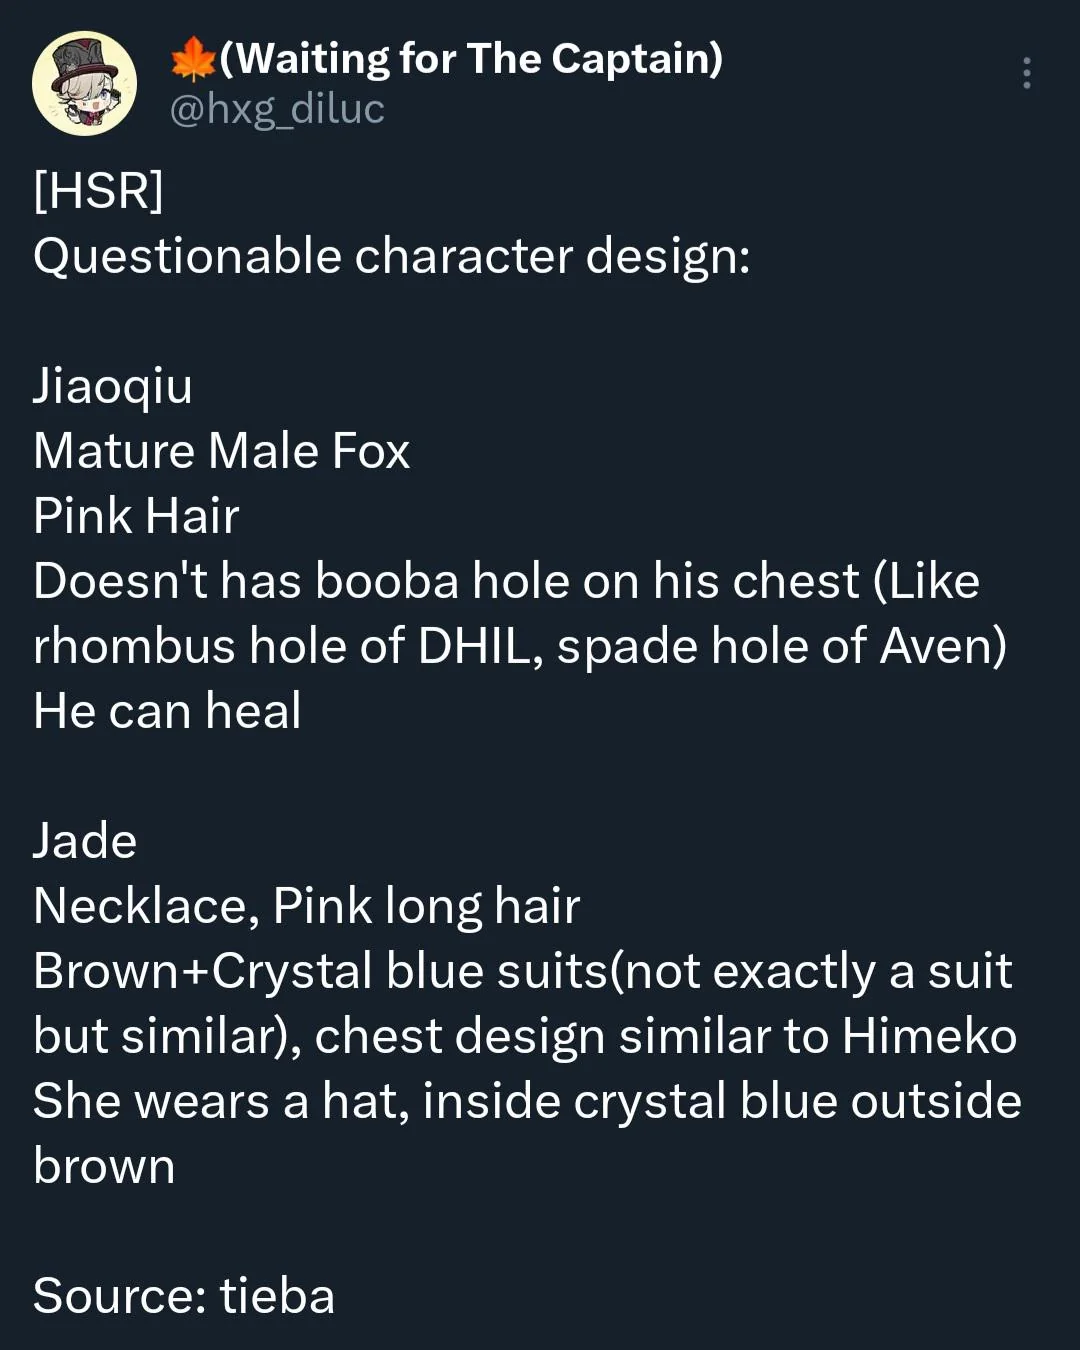 🍁(Waiting for The Captain)
@hxg_diluc
[HSR]
Questionable character design:
Jiaoqiu
Mature Male Fox
Pink Hair
Doesn't has booba hole on his chest (Like
rhombus hole of DHIL, spade hole of Aven)
He can heal
Jade
Necklace, Pink long hair
Brown+Crystal blue suits(not exactly a suit
but similar), chest design similar to Himeko
She wears a hat, inside crystal blue outside
brown
Source: tieba